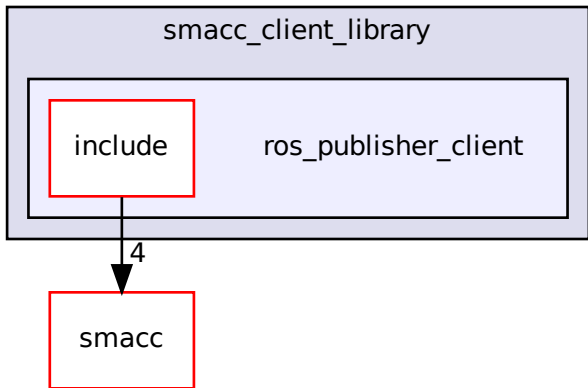 smacc_client_library
include
ros_publisher_client
4
smacc